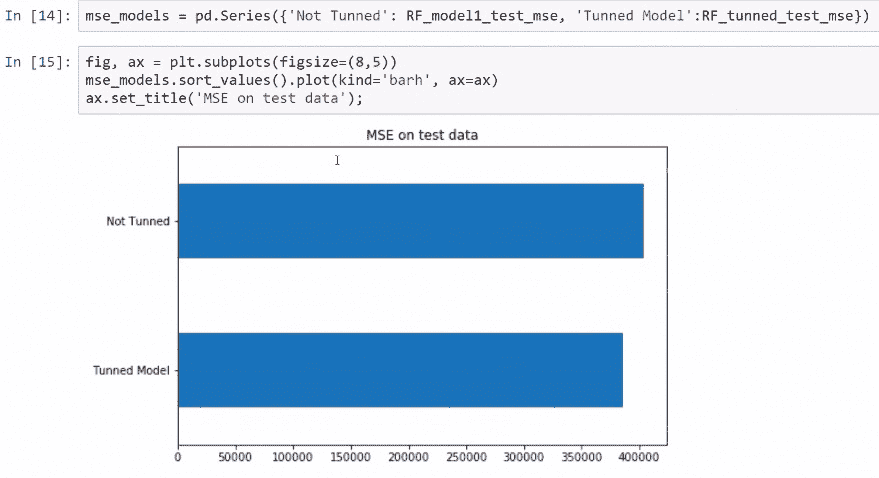 In [14]: mse_models = pd.Series({'Not Tunned': RF_model1_test_mse, 'Tunned Model':RF_tunned_test_mse})
In [15]: fig, ax = plt.subplots(figsize=(8,5))
mse_models.sort_values().plot(kind='barh', ax=ax)
ax.set_title('MSE on test data');
MSE on test data
Not Tunned
Tunned Model
0 50000 100000 150000 200000 250000 300000 350000 400000